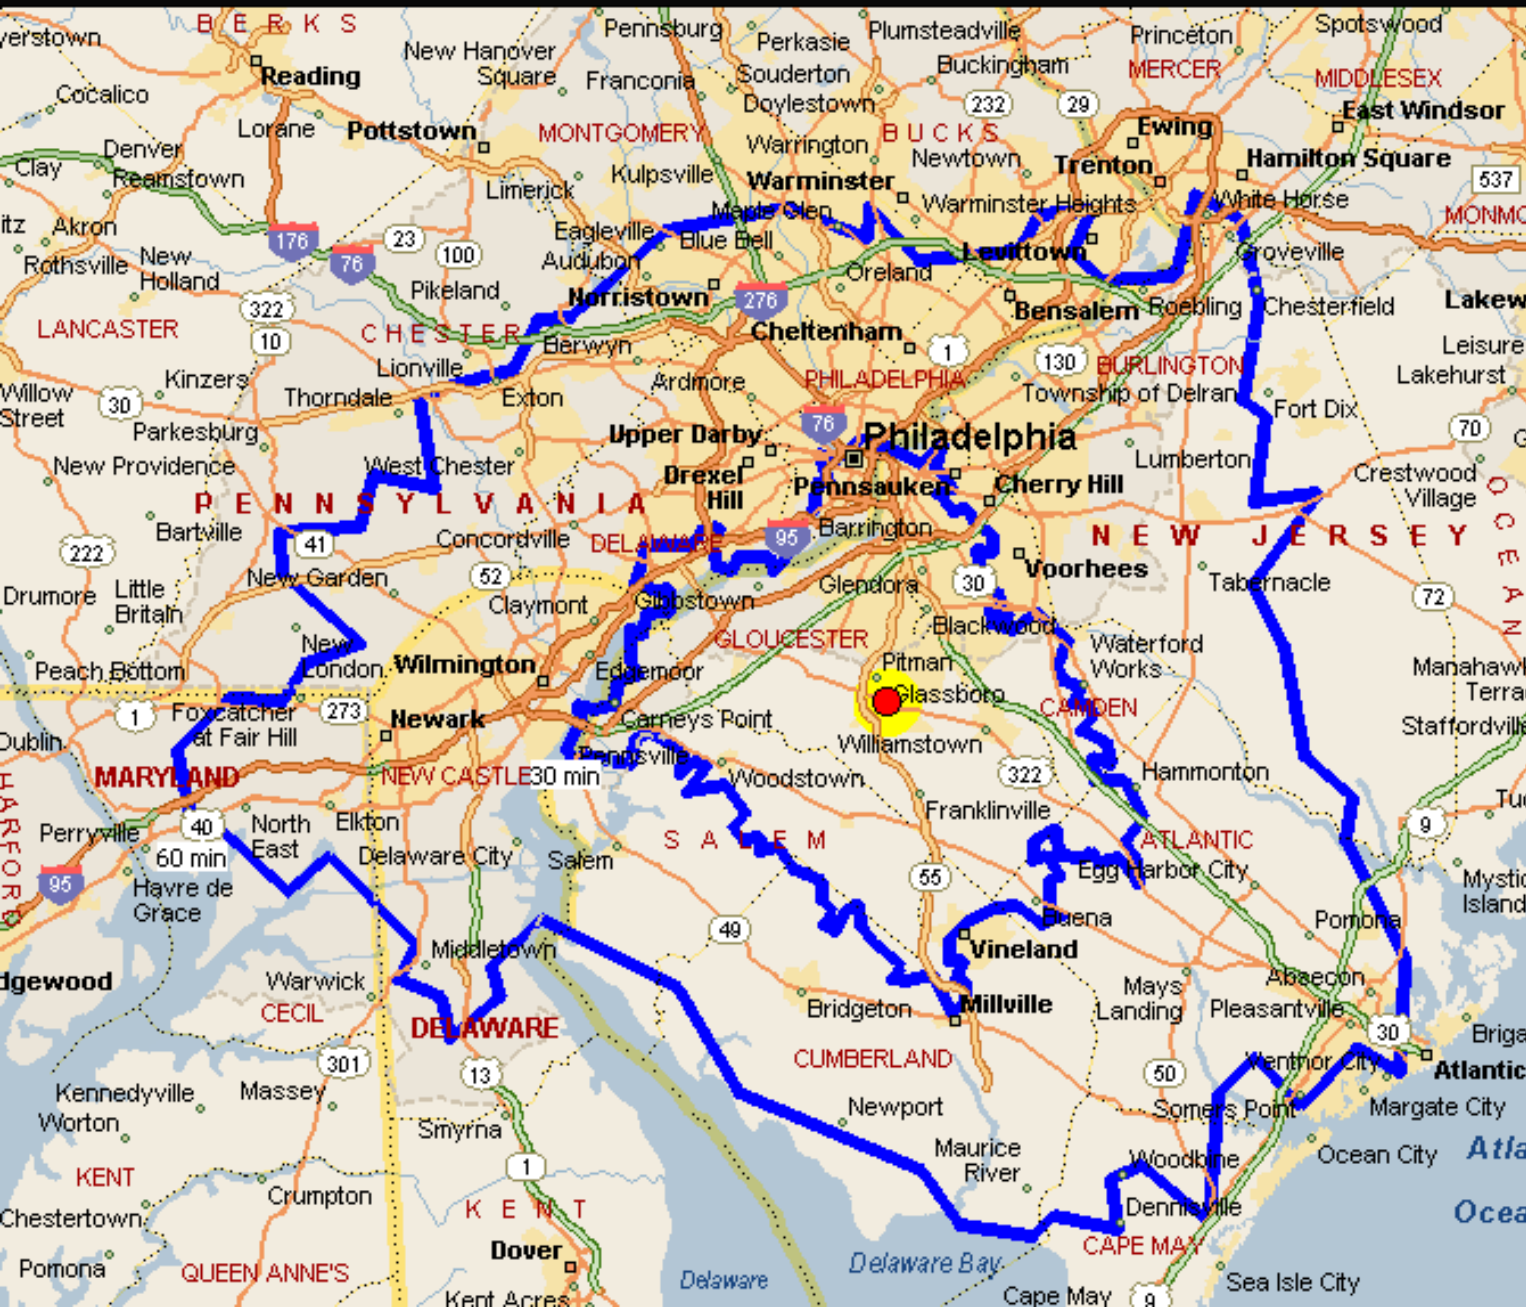 BERKS
Pennsburg
Plumsteadville
Spotswood
Perkasie
Princeton
New Hanover
Square
Reading
Franconia
Souderton
Buckingham
MERCER
MIDDLESEX
Cocalico
Doylestown
232
29
East Windsor
Lorane
Pottstown
MONTGOMERY
Warrington
BUCKS
Ewing
Denver
Clay
Reamstown
Limerick
Kulpsville
Warminster
Newtown
Trenton
Hamilton Square
537
Akron
Maple Glen
Warminster Heights
White Horse
Eagleville
Blue Bell
176
76
23
100
Rothsville
New
Holland
Audubon
Oreland
Levittown
Groveville
Pikeland
Norristown
276
Bensalem
Roebling
Chesterfield
322
LANCASTER
10
CHESTER
Berwyn
Cheltenham
1
130
BURLINGTON
Leisure
Lionville
Kinzers
Ardmore
PHILADELPHIA
Lakehurst
Willow
Street
30
Thorndale
Exton
Township of Delran
Fort Dix
Parkesburg
76
Upper Darby
Philadelphia
70
New Providence
West Chester
Drexel
Hill
Pennsauken
Cherry Hill
Lumberton
Crestwood
Village
PENNSYLVANIA
NEW JERSEY
OCEAN
Bartville
222
41
Concordville
DELAWARE
95
Barrington
Voorhees
Drumore
Little
Britain
New Garden
52
Claymont
Gibbstown
Glendora
30
Tabernacle
72
New
London
GLOUCESTER
Blackwood
Waterford
Works
Peach Bottom
Wilmington
Edgemoor
Pitman
Glassboro
CAMDEN
1
Foxcatcher
at Fair Hill
273
Newark
Carneys Point
Williamstown
Staffordville
Dublin
MARYLAND
NEW CASTLE
30 min
Pennsville
Woodstown
322
Hammonton
HARFORD
Perryville
40
60 min
North
East
Elkton
Franklinville
9
95
Havre de
Grace
Delaware City
Salem
SALEM
ATLANTIC
Egg Harbor City
55
Mystic
Island
49
Buena
Pomona
Middletown
Vineland
Warwick
CECIL
Bridgeton
Millville
Mays
Landing
Absecon
Pleasantville
DELAWARE
30
301
CUMBERLAND
Ventnor City
Atlantic
Kennedyville
Massey
13
50
Worton
Newport
Somers Point
Margate City
Smyrna
Maurice
River
Woodbine
Ocean City
KENT
1
Crumpton
Chestertown
KENT
Dennisville
Dover
CAPE MAY
Pomona
QUEEN ANNE'S
Delaware
Delaware Bay
Sea Isle City
Kent Acres
Cape May
9